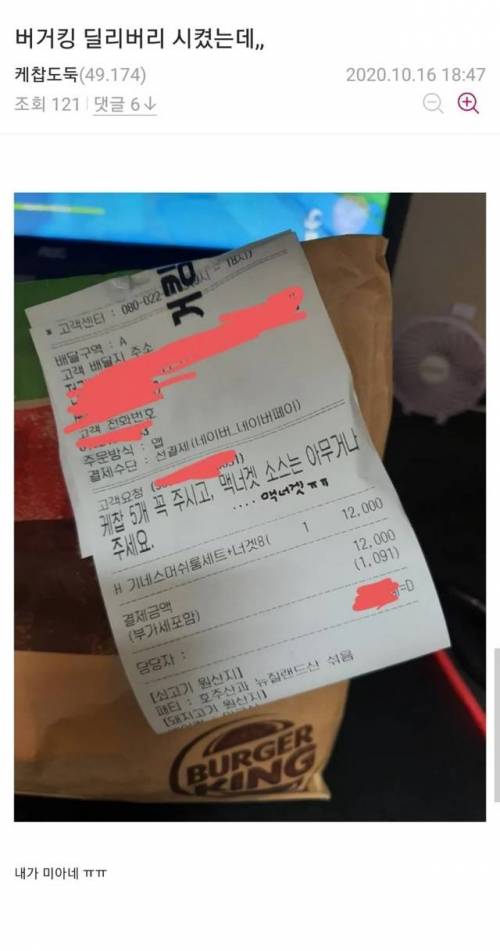 버거킹 딜리버리 시켰는데,,
케찹도둑(49.174)
2020.10.16 18:47
조회 121 | 댓글 6↓
* 고객센터 : 080-022
18시)
배달구역 : A
고객 배달지 주소
고객 전화번호
주문방식 : 앱
결제수단 : 선결제(네이버_네이버페이)
고객요청
케찹 5개 꼭 주시고, 맥너겟 소스는 아무거나
주세요.
.... 맥너겟ㅠㅠ
H 기네스머쉬룸세트+너겟8( 1 12,000
결제금액 12,000
(부가세포함) (1,091)
=D
담당자 :
[쇠고기 원산지]
패티 : 호주산과 뉴질랜드산 섞음
[돼지고기 원산지]
BURGER
KING
내가 미아네 ㅠㅠ